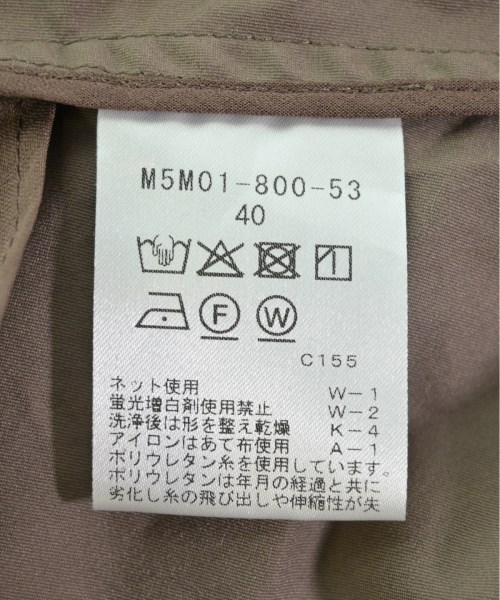 M5M01-800-53
40
F W
C155
ネット使用 W-1
蛍光増白剤使用禁止 W-2
洗浄後は形を整え乾燥 K-4
アイロンはあて布使用 A-1
ポリウレタン糸を使用しています。
ポリウレタンは年月の経過と共に
劣化し糸の飛び出しや伸縮性が失